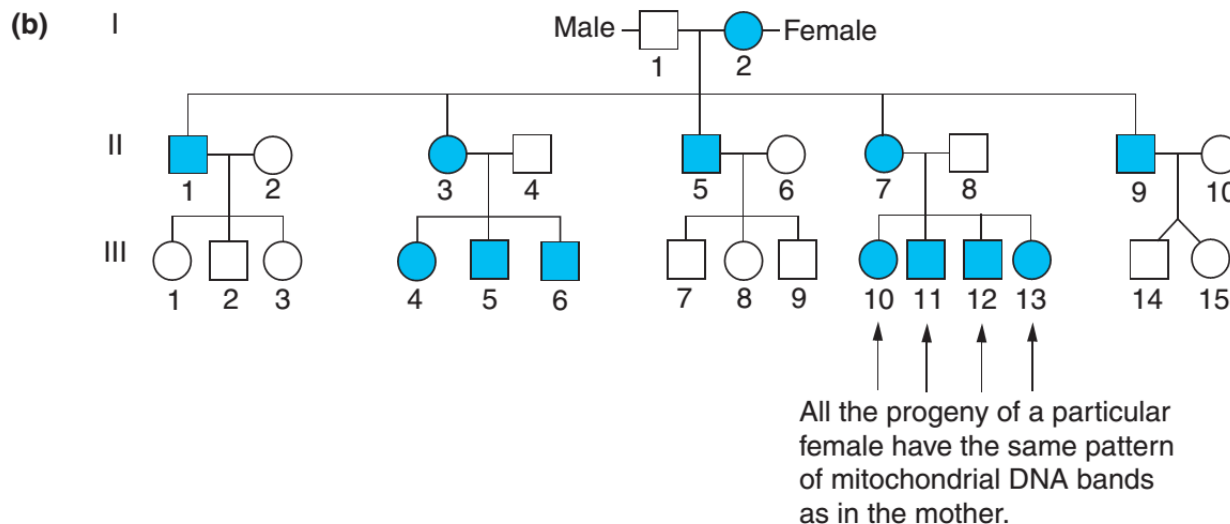 (b) I Male Female
1 2
II
1 2 3 4 5 6 7 8 9 10
III
1 2 3 4 5 6 7 8 9 10 11 12 13 14 15
All the progeny of a particular
female have the same pattern
of mitochondrial DNA bands
as in the mother.